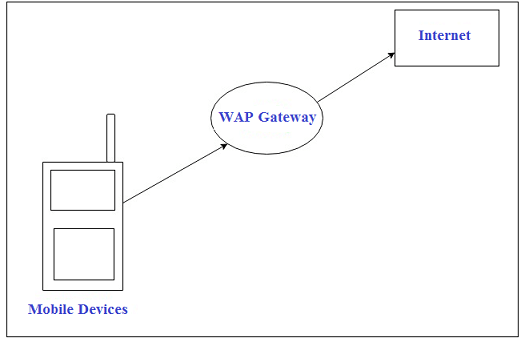 Internet
WAP Gateway
Mobile Devices